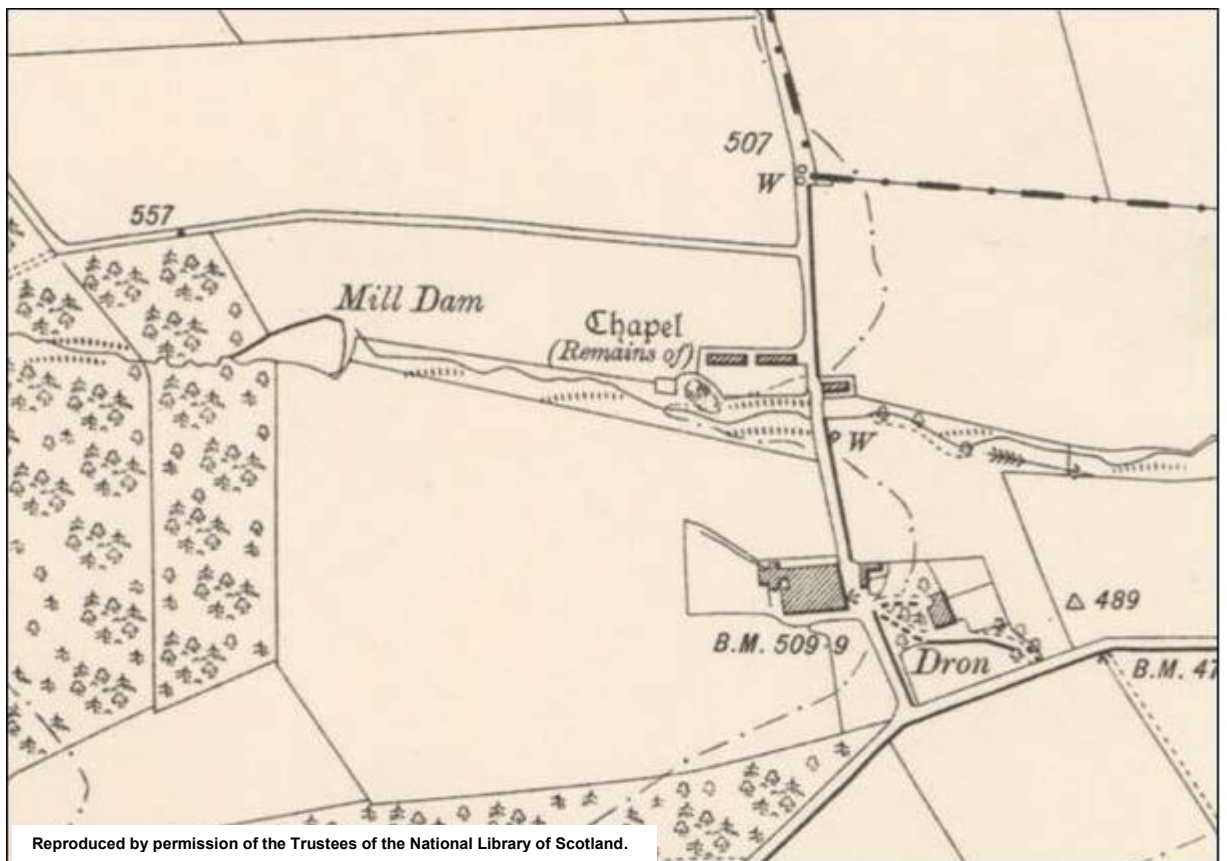 507
W
557
Mill Dam
Chapel
(Remains of)
W
489
B.M. 509·9
Dron
B.M. 47
Reproduced by permission of the Trustees of the National Library of Scotland.